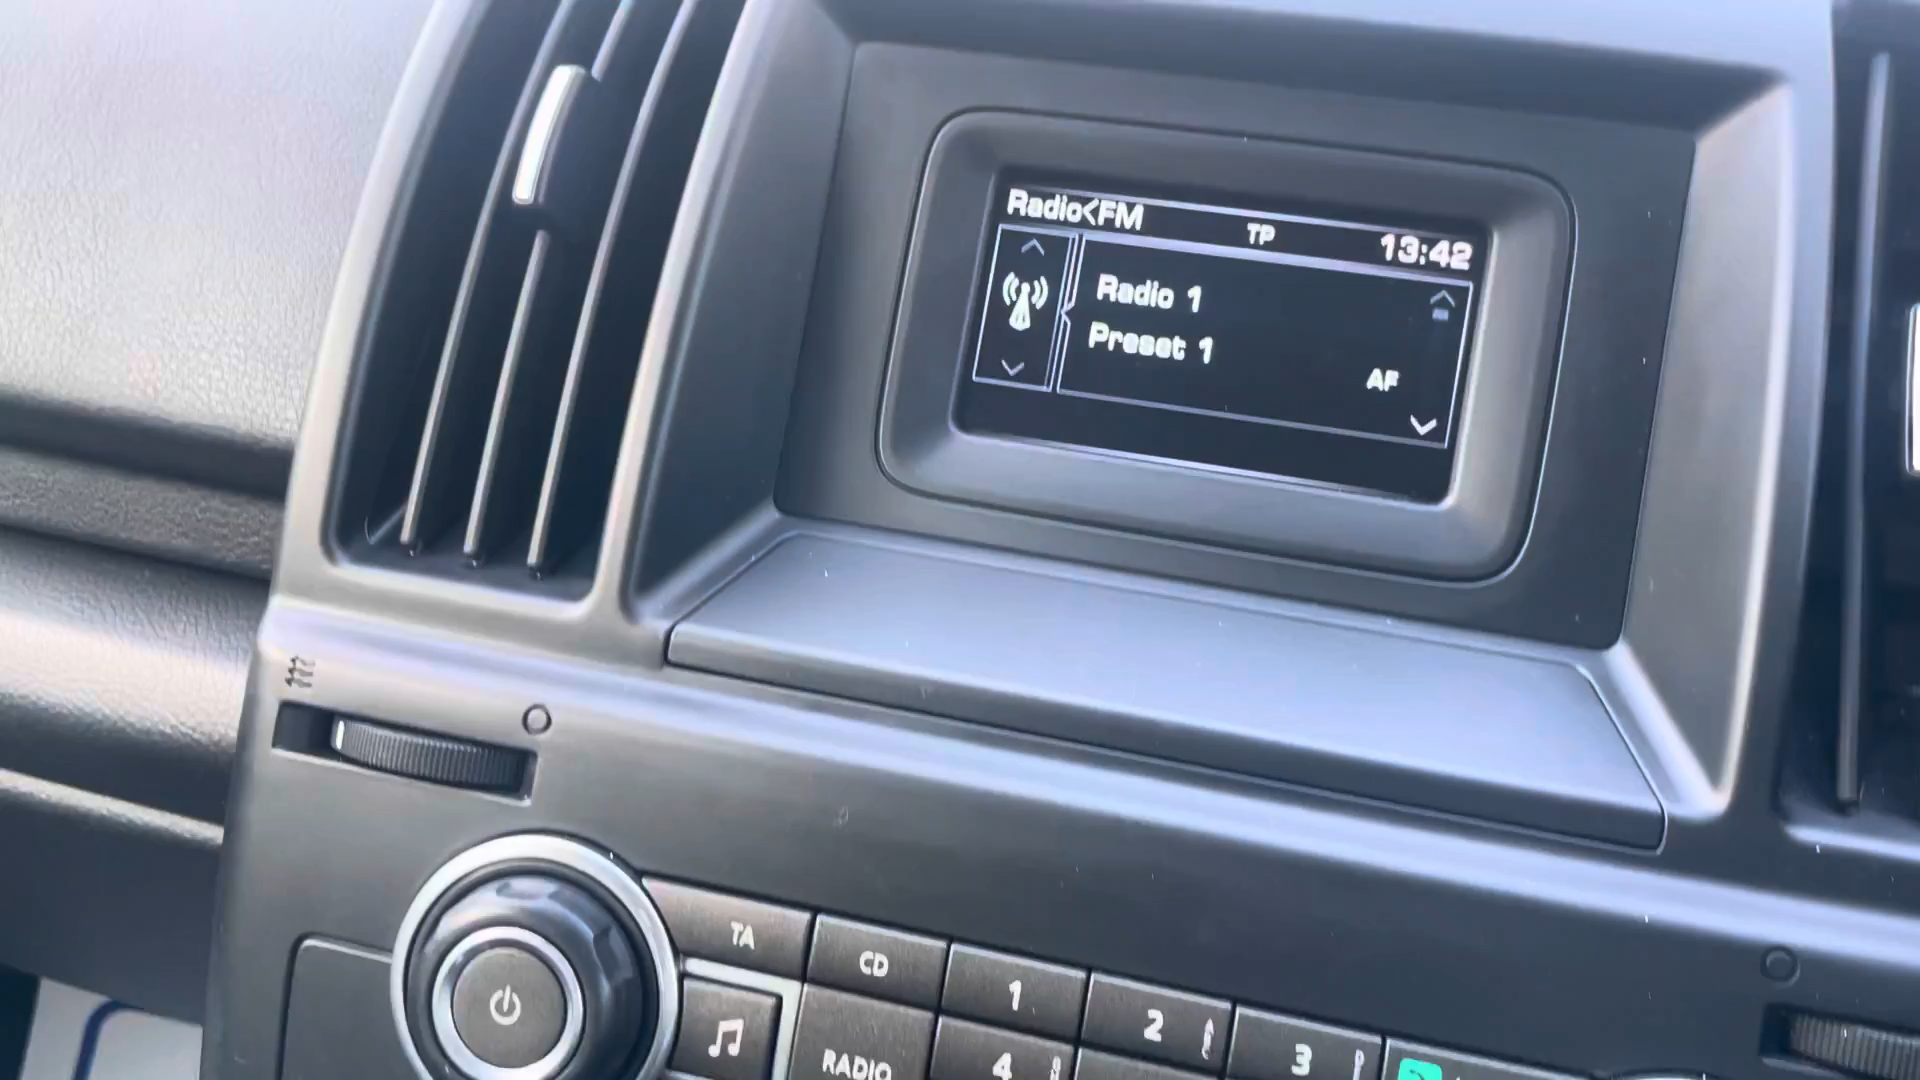 Radio<FM
TP
13:42
Radio 1
Preset 1
AF
TA
CD
1
2
3
RADIO
4